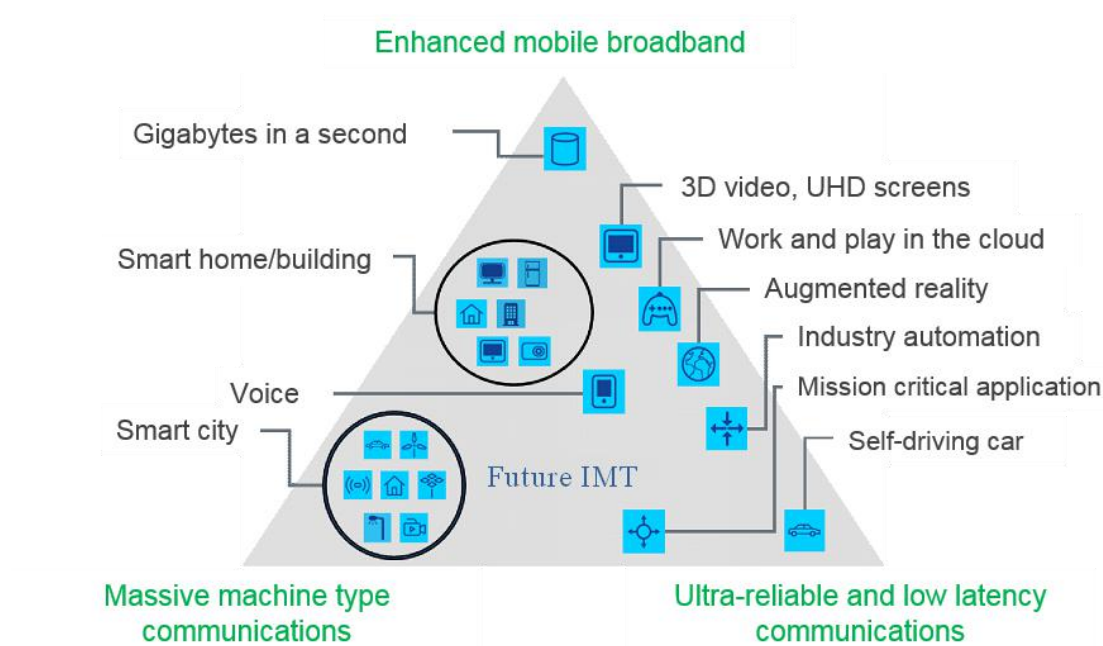 Enhanced mobile broadband
Gigabytes in a second
3D video, UHD screens
Work and play in the cloud
Smart home/building
Augmented reality
Industry automation
Mission critical application
Voice
Smart city
Self-driving car
Future IMT
Massive machine type
communications
Ultra-reliable and low latency
communications